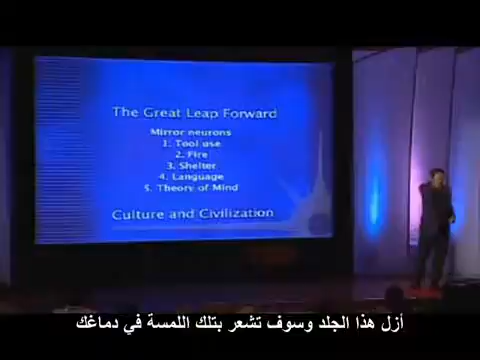 The Great Leap Forward
Mirror neurons
1. Tool use
2. Fire
3. Shelter
4. Language
5. Theory of Mind
Culture and Civilization
أزل هذا الجلد وسوف تشعر بتلك اللمسة في دماغك